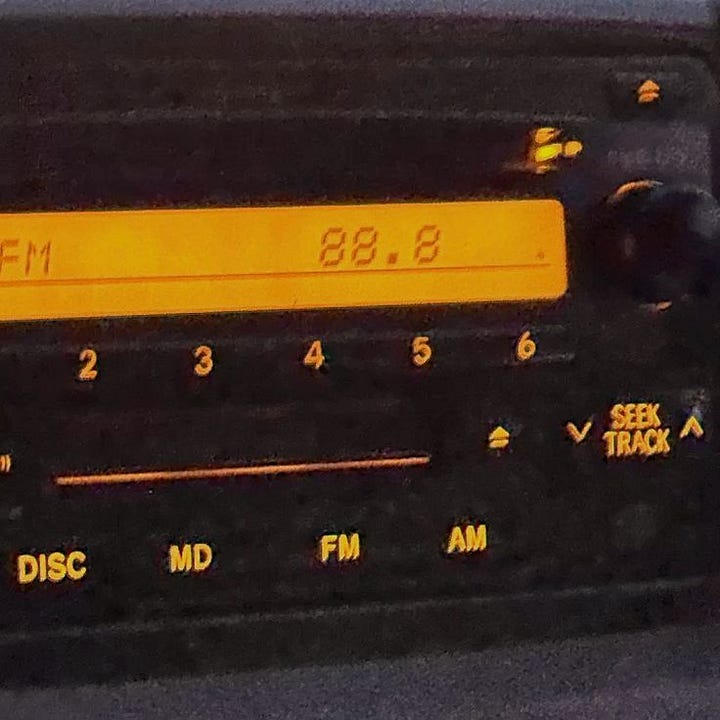 FM 88.8
2 3 4 5 6
SEEK
TRACK
DISC MD FM AM